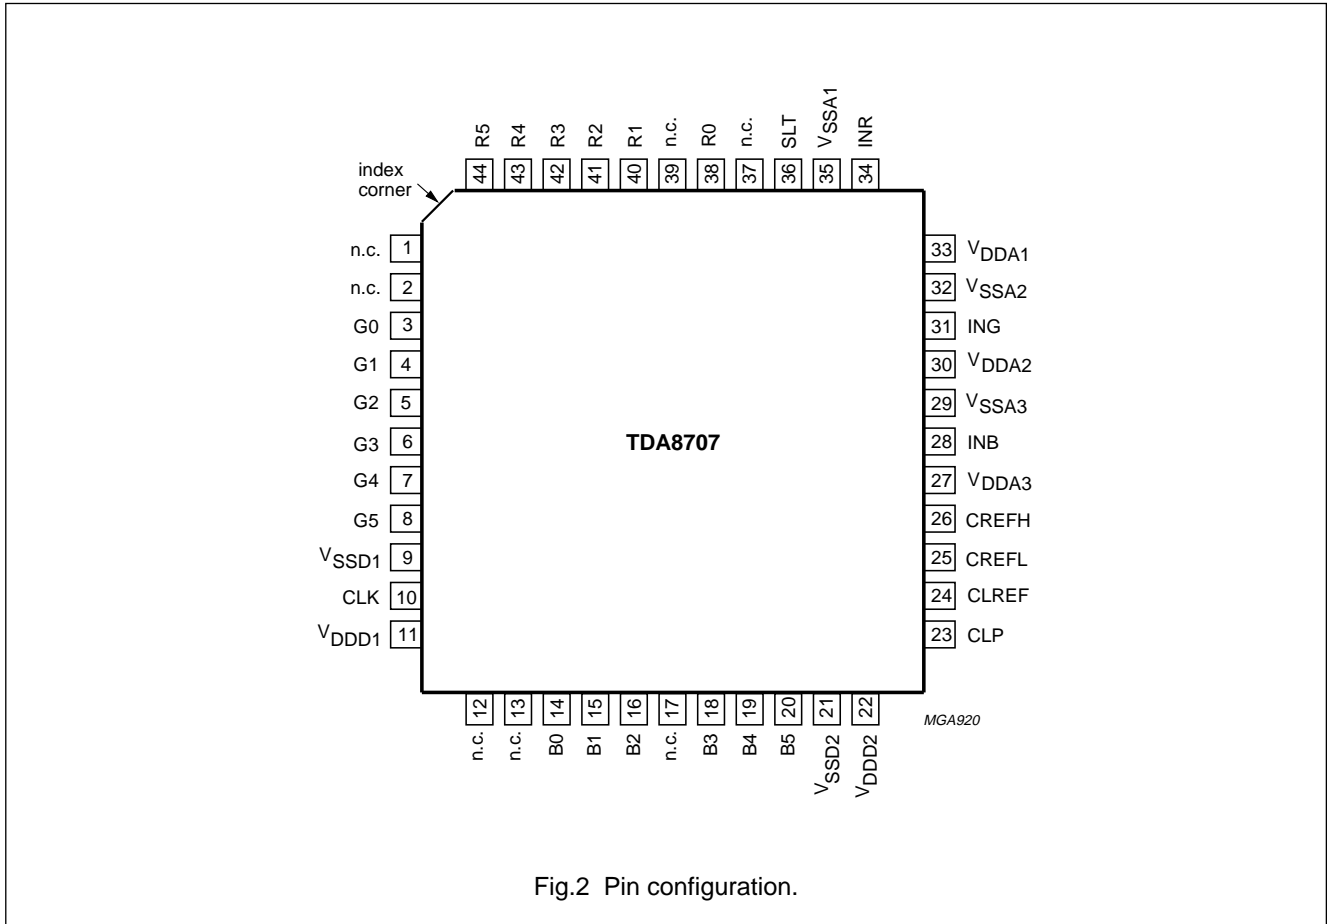 R5 R4 R3 R2 R1 n.c. R0 n.c. SLT VSSA1 INR
44 43 42 41 40 39 38 37 36 35 34
index
corner
n.c. 1
n.c. 2
G0 3
G1 4
G2 5
G3 6
G4 7
G5 8
VSSD1 9
CLK 10
VDDD1 11
TDA8707
33 VDDA1
32 VSSA2
31 ING
30 VDDA2
29 VSSA3
28 INB
27 VDDA3
26 CREFH
25 CREFL
24 CLREF
23 CLP
12 13 14 15 16 17 18 19 20 21 22
n.c. n.c. B0 B1 B2 n.c. B3 B4 B5 VSSD2 VDDD2
MGA920
Fig.2 Pin configuration.